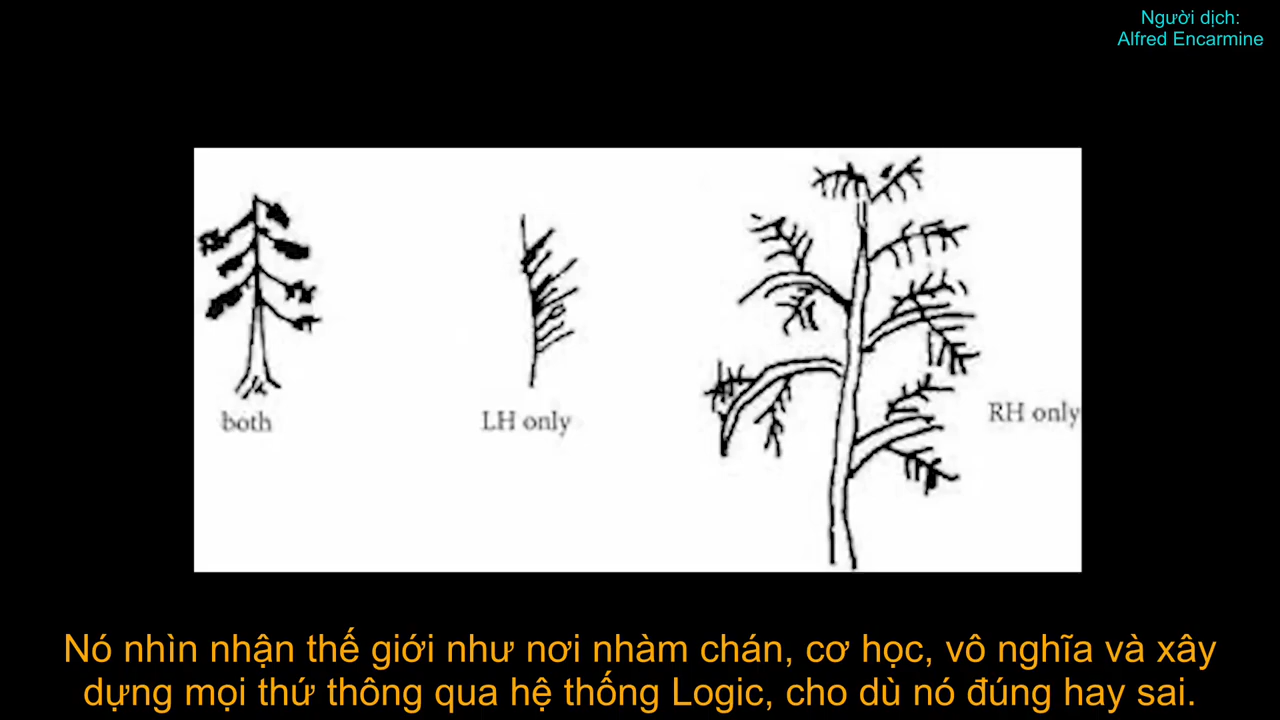 Người dịch:
Alfred Encarmine
both
LH only
RH only
Nó nhìn nhận thế giới như nơi nhàm chán, cơ học, vô nghĩa và xây
dựng mọi thứ thông qua hệ thống Logic, cho dù nó đúng hay sai.